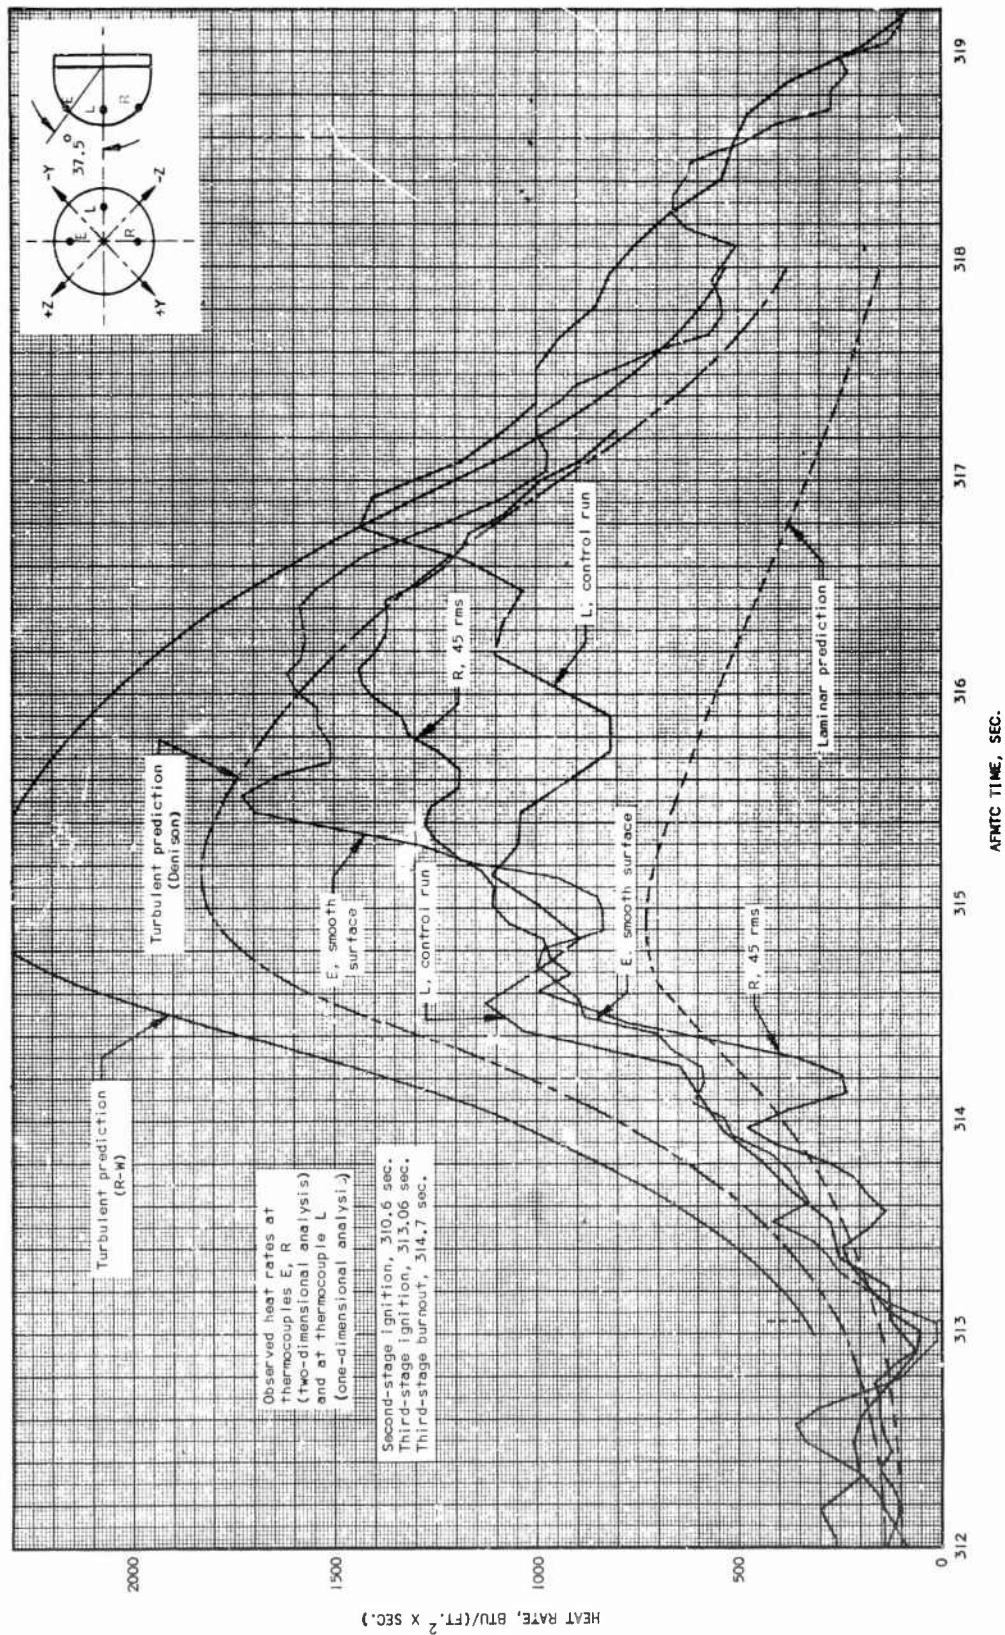 +Z
-Y
+Y
-Z
E
L
R
37.5°
E
L
R
Turbulent prediction
(R-W)
Turbulent prediction
(Denison)
E, smooth
surface
L, control run
R, 45 rms
L, control run
E, smooth surface
R, 45 rms
Laminar prediction
Observed heat rates at
thermocouples E, R
(two-dimensional analysis)
and at thermocouple L
(one-dimensional analysis)
Second-stage ignition, 310.6 sec.
Third-stage ignition, 313.06 sec.
Third-stage burnout, 314.7 sec.
HEAT RATE, BTU/(FT.² X SEC.)
2000
1500
1000
500
0
312
313
314
315
316
317
318
319
AFMTC TIME, SEC.